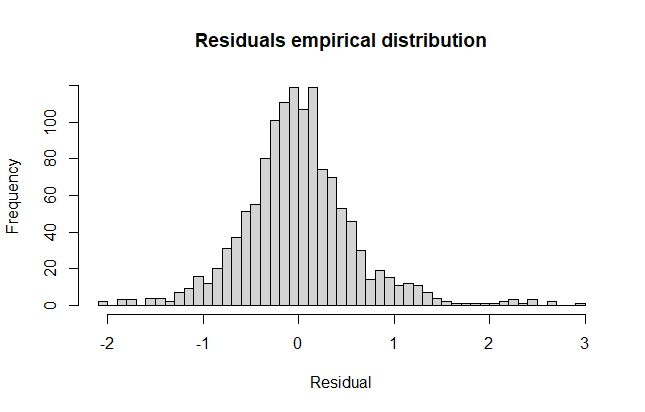 Residuals empirical distribution
Frequency
0 20 40 60 80 100
-2 -1 0 1 2 3
Residual